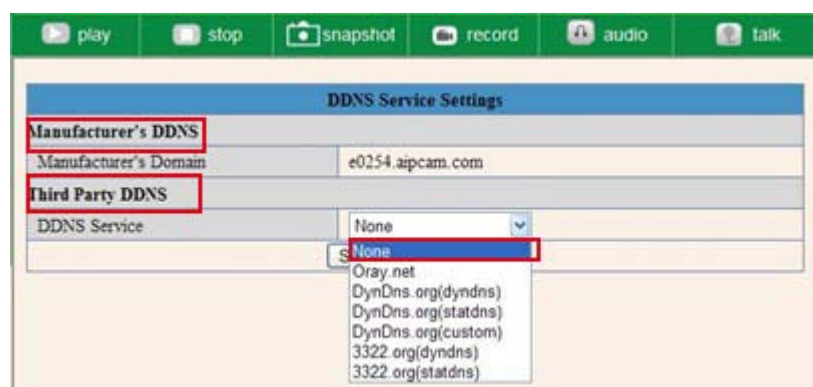 play stop snapshot record audio talk
DDNS Service Settings
Manufacturer's DDNS
Manufacturer's Domain e0254.aipcam.com
Third Party DDNS
DDNS Service None
None
Oray.net
DynDns.org(dyndns)
DynDns.org(statdns)
DynDns.org(custom)
3322.org(dyndns)
3322.org(statdns)